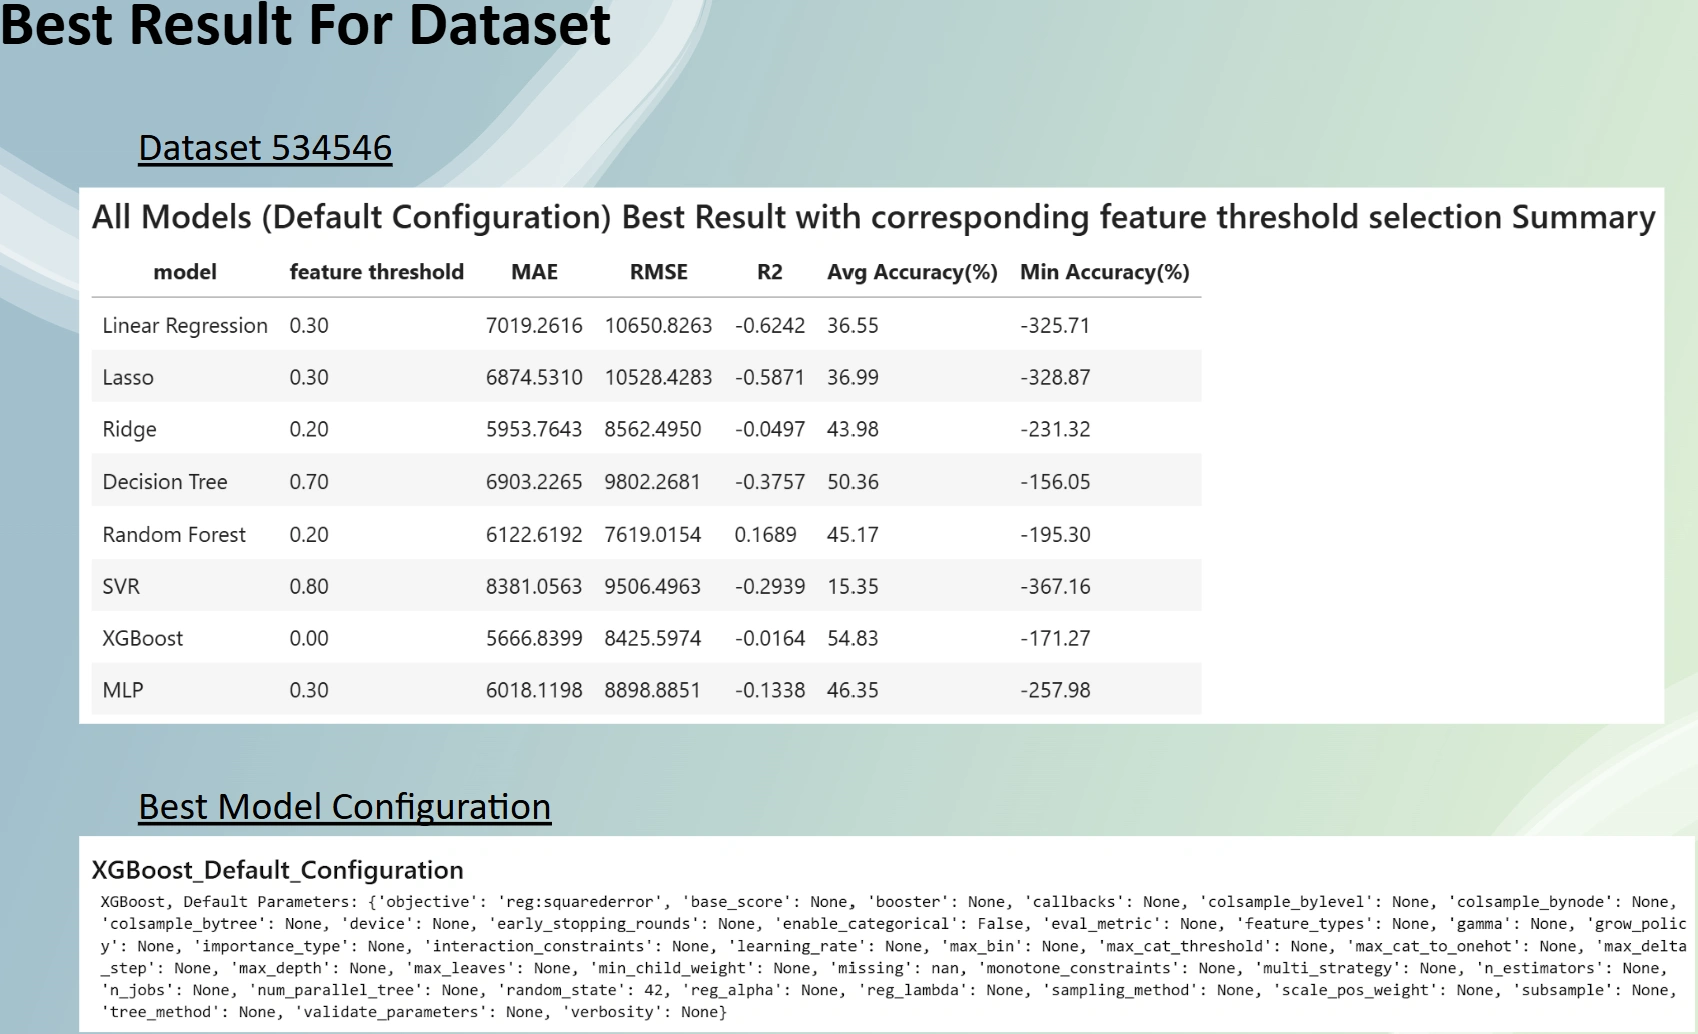 Best Result For Dataset
Dataset 534546
All Models (Default Configuration) Best Result with corresponding feature threshold selection Summary
model feature threshold MAE RMSE R2 Avg Accuracy(%) Min Accuracy(%)
Linear Regression 0.30 7019.2616 10650.8263 -0.6242 36.55 -325.71
Lasso 0.30 6874.5310 10528.4283 -0.5871 36.99 -328.87
Ridge 0.20 5953.7643 8562.4950 -0.0497 43.98 -231.32
Decision Tree 0.70 6903.2265 9802.2681 -0.3757 50.36 -156.05
Random Forest 0.20 6122.6192 7619.0154 0.1689 45.17 -195.30
SVR 0.80 8381.0563 9506.4963 -0.2939 15.35 -367.16
XGBoost 0.00 5666.8399 8425.5974 -0.0164 54.83 -171.27
MLP 0.30 6018.1198 8898.8851 -0.1338 46.35 -257.98
Best Model Configuration
XGBoost_Default_Configuration
XGBoost, Default Parameters: {'objective': 'reg:squarederror', 'base_score': None, 'booster': None, 'callbacks': None, 'colsample_bylevel': None, 'colsample_bynode': None,
'colsample_bytree': None, 'device': None, 'early_stopping_rounds': None, 'enable_categorical': False, 'eval_metric': None, 'feature_types': None, 'gamma': None, 'grow_polic
y': None, 'importance_type': None, 'interaction_constraints': None, 'learning_rate': None, 'max_bin': None, 'max_cat_threshold': None, 'max_cat_to_onehot': None, 'max_delta
_step': None, 'max_depth': None, 'max_leaves': None, 'min_child_weight': None, 'missing': nan, 'monotone_constraints': None, 'multi_strategy': None, 'n_estimators': None,
'n_jobs': None, 'num_parallel_tree': None, 'random_state': 42, 'reg_alpha': None, 'reg_lambda': None, 'sampling_method': None, 'scale_pos_weight': None, 'subsample': None,
'tree_method': None, 'validate_parameters': None, 'verbosity': None}